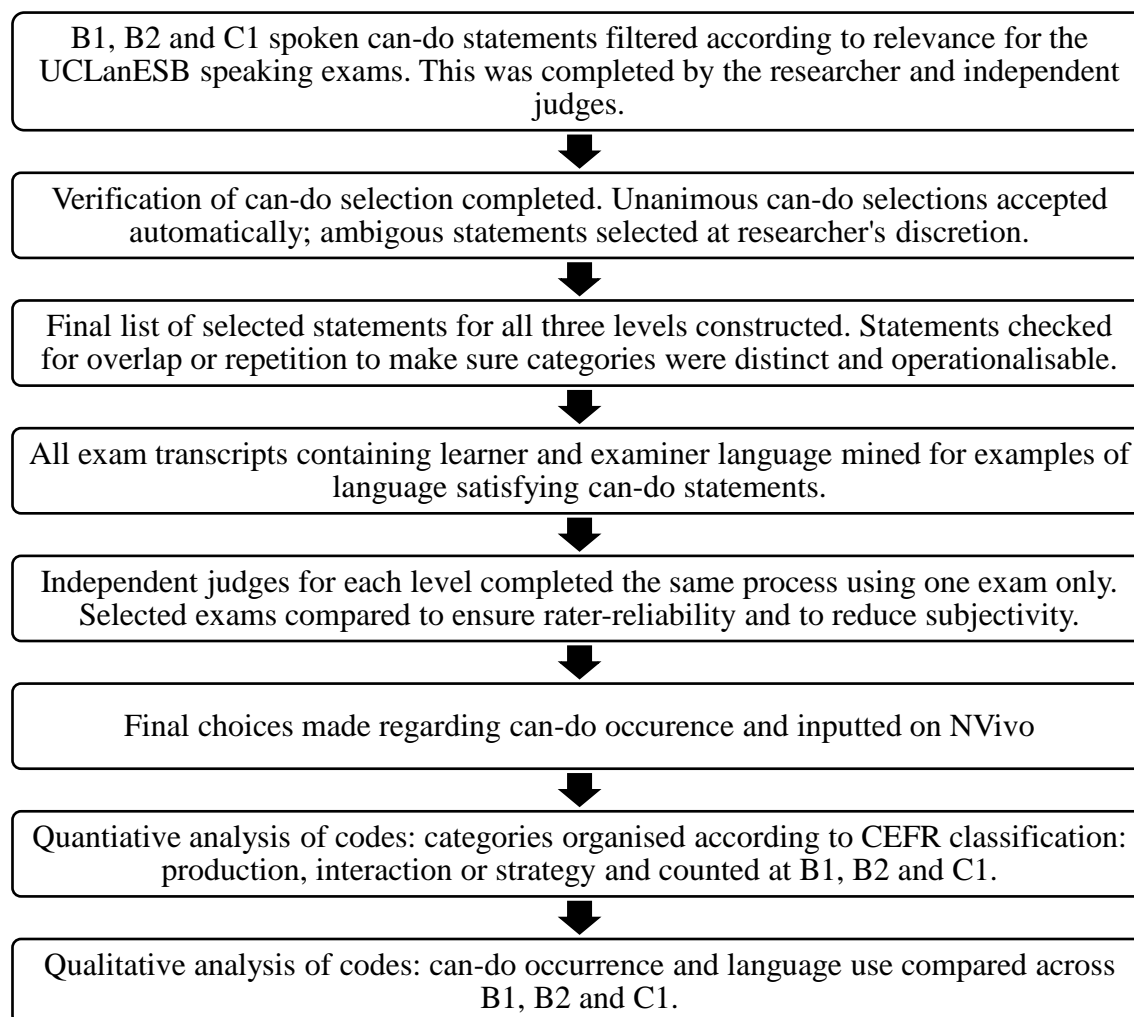 B1, B2 and C1 spoken can-do statements filtered according to relevance for the
UCLanESB speaking exams. This was completed by the researcher and independent
judges.
Verification of can-do selection completed. Unanimous can-do selections accepted
automatically; ambigous statements selected at researcher's discretion.
Final list of selected statements for all three levels constructed. Statements checked
for overlap or repetition to make sure categories were distinct and operationalisable.
All exam transcripts containing learner and examiner language mined for examples of
language satisfying can-do statements.
Independent judges for each level completed the same process using one exam only.
Selected exams compared to ensure rater-reliability and to reduce subjectivity.
Final choices made regarding can-do occurence and inputted on NVivo
Quantiative analysis of codes: categories organised according to CEFR classification:
production, interaction or strategy and counted at B1, B2 and C1.
Qualitative analysis of codes: can-do occurrence and language use compared across
B1, B2 and C1.